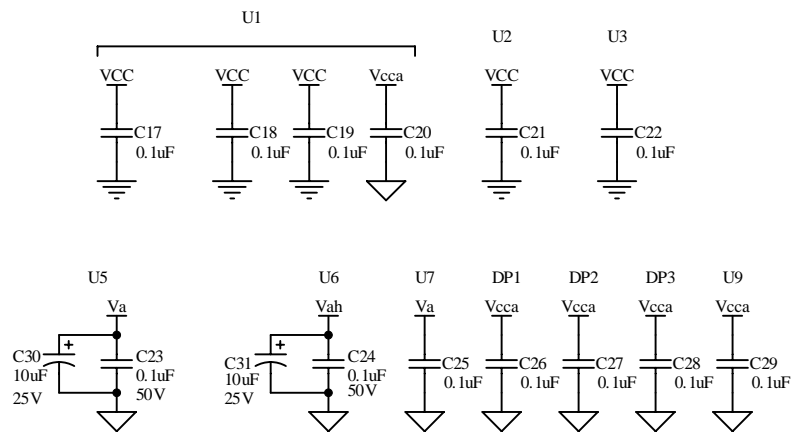 U1
U2
U3
VCC
VCC
VCC
Vcca
VCC
VCC
C17
0.1uF
C18
0.1uF
C19
0.1uF
C20
0.1uF
C21
0.1uF
C22
0.1uF
U5
U6
U7
DP1
DP2
DP3
U9
Va
Vah
Va
Vcca
Vcca
Vcca
Vcca
+
C30
10uF
25V
C23
0.1uF
50V
+
C31
10uF
25V
C24
0.1uF
50V
C25
0.1uF
C26
0.1uF
C27
0.1uF
C28
0.1uF
C29
0.1uF